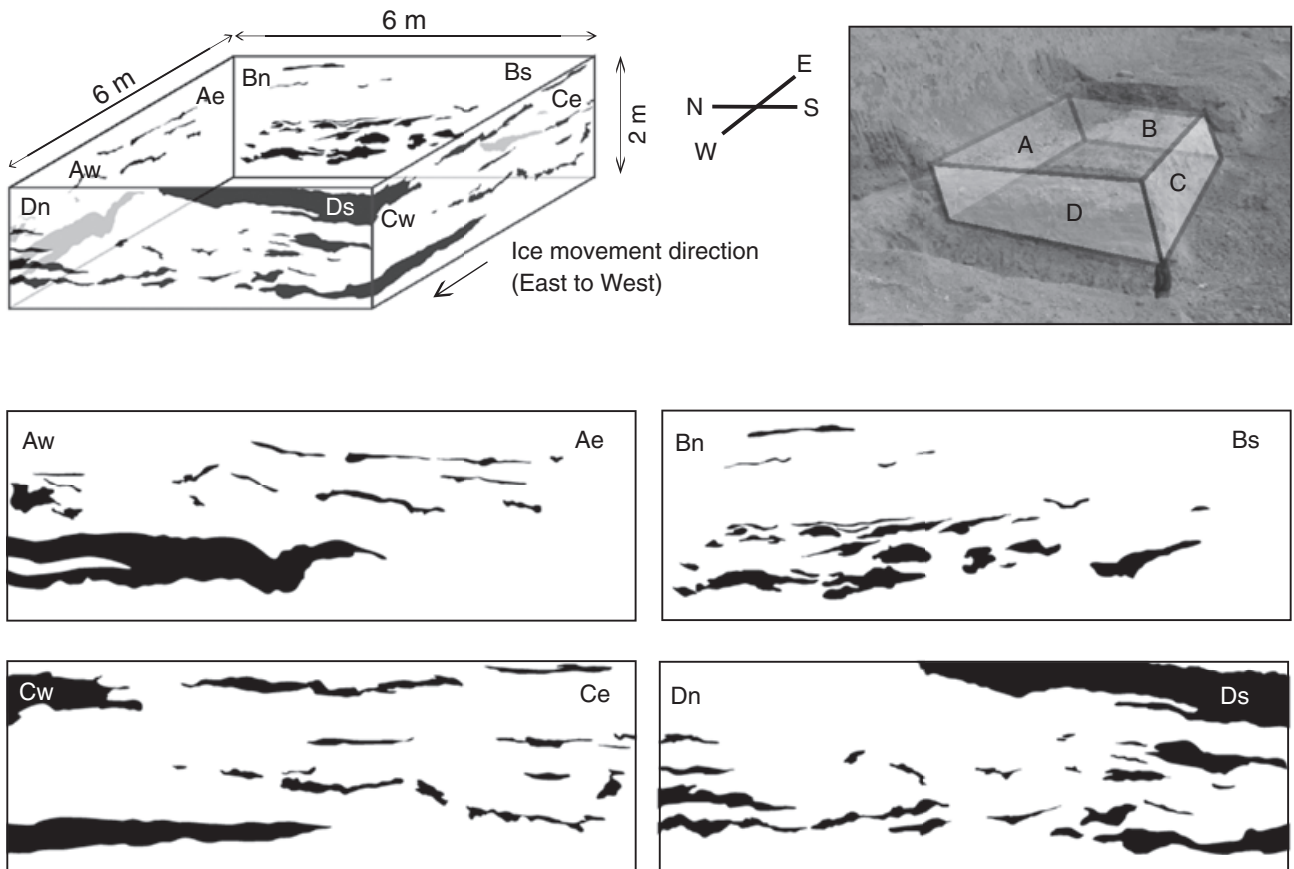 6 m
6 m
2 m
Bn
Bs
Ae
Ce
Aw
Dn
Ds
Cw
N
E
S
W
Ice movement direction
(East to West)
A
B
C
D
Aw
Ae
Bn
Bs
Cw
Ce
Dn
Ds